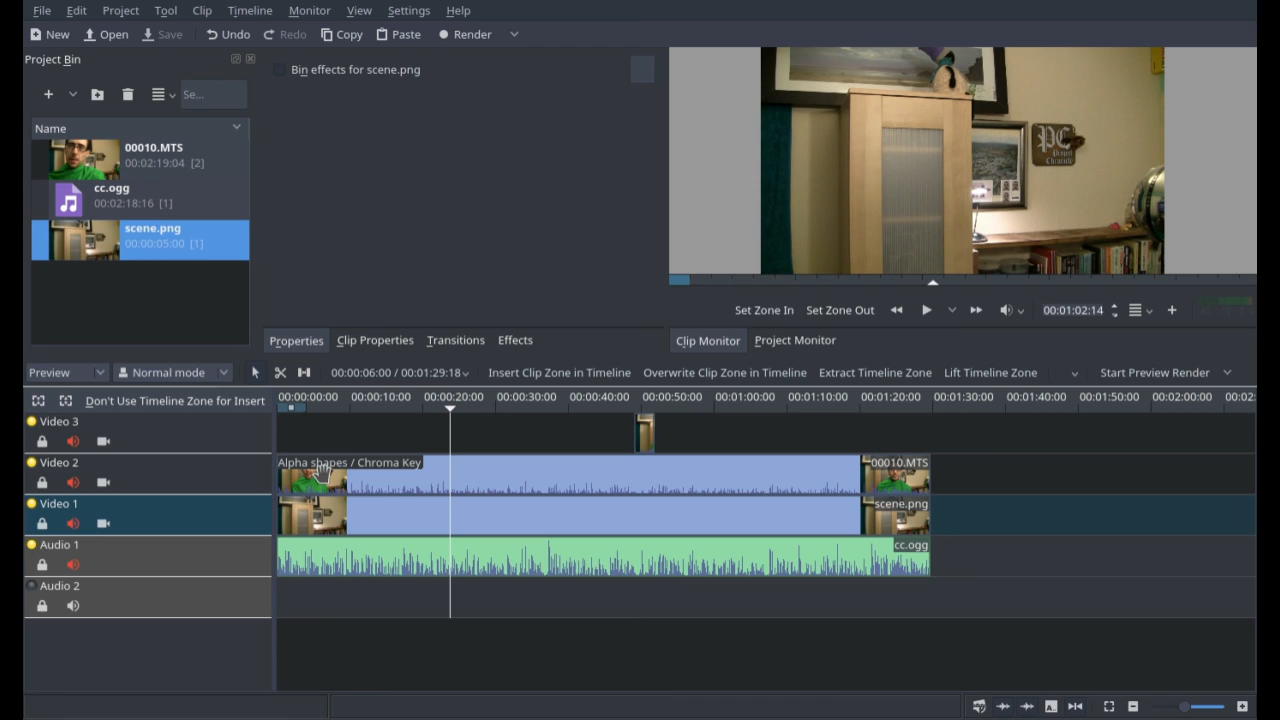 File Edit Project Tool Clip Timeline Monitor View Settings Help
New Open Save Undo Redo Copy Paste Render
Project Bin
Bin effects for scene.png
Se...
Name
00010.MTS
00:02:19:04 [2]
cc.ogg
00:02:18:16 [1]
scene.png
00:00:05:00 [1]
PC
Set Zone In Set Zone Out 00:01:02:14
Properties Clip Properties Transitions Effects Clip Monitor Project Monitor
Preview Normal mode 00:00:06:00 / 00:01:29:18 Insert Clip Zone in Timeline Overwrite Clip Zone in Timeline Extract Timeline Zone Lift Timeline Zone Start Preview Render
Don't Use Timeline Zone for Insert 00:00:00:00 00:00:10:00 00:00:20:00 00:00:30:00 00:00:40:00 00:00:50:00 00:01:00:00 00:01:10:00 00:01:20:00 00:01:30:00 00:01:40:00 00:01:50:00 00:02:00:00 00:02:
Video 3
Video 2 Alpha shapes / Chroma Key 00010.MTS
Video 1 scene.png
Audio 1 cc.ogg
Audio 2